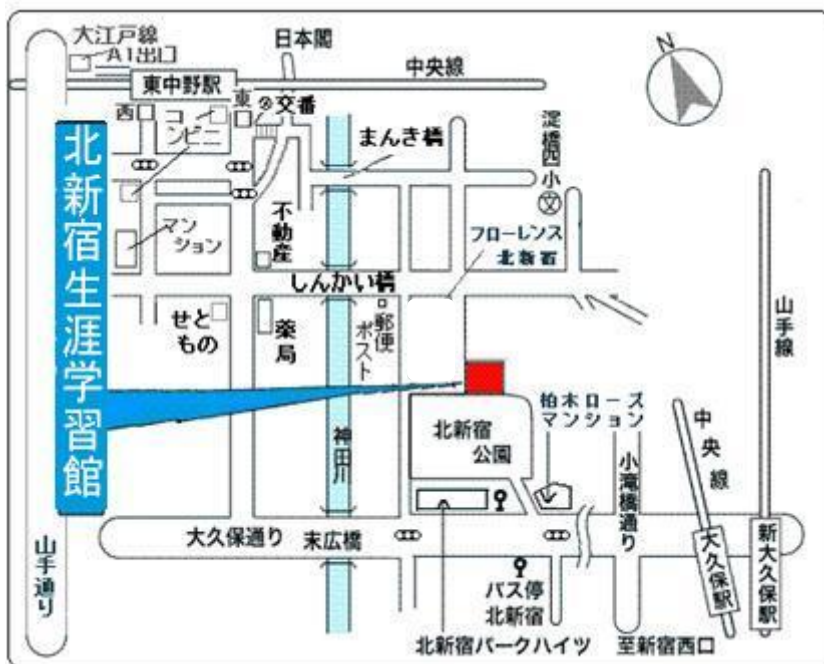 大江戸線
A1出口
日本閣
中央線
N
東中野駅
西
コンビニ
東
交番
まんき橋
淀橋四小
文
北新宿生涯学習館
マンション
不動産
フローレンス
北新宿
しんかい橋
せともの
薬局
郵便ポスト
山手線
柏木ローズ
マンション
北新宿
公園
神田川
小滝橋通り
中央線
大久保通り
末広橋
大久保駅
新大久保駅
山手通り
バス停
北新宿
北新宿パークハイツ
至新宿西口